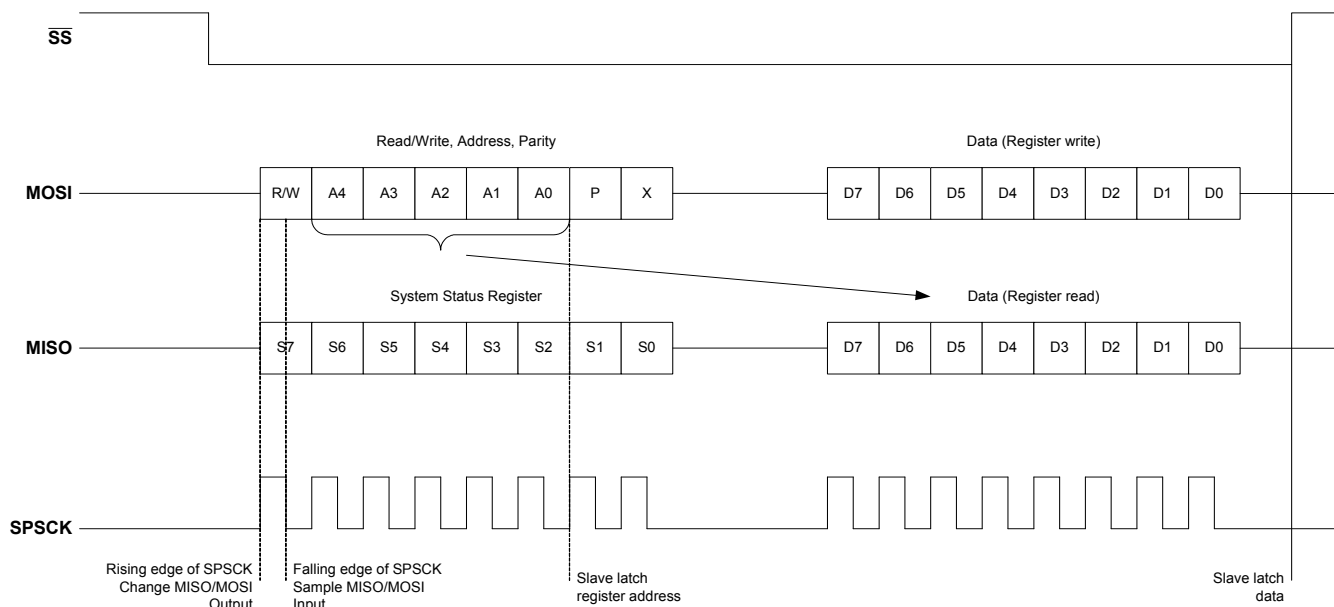 SS
Read/Write, Address, Parity
Data (Register write)
MOSI
R/W A4 A3 A2 A1 A0 P X
D7 D6 D5 D4 D3 D2 D1 D0
System Status Register
Data (Register read)
MISO
S7 S6 S5 S4 S3 S2 S1 S0
D7 D6 D5 D4 D3 D2 D1 D0
SPSCK
Rising edge of SPSCK
Change MISO/MOSI
Output
Falling edge of SPSCK
Sample MISO/MOSI
Input
Slave latch
register address
Slave latch
data